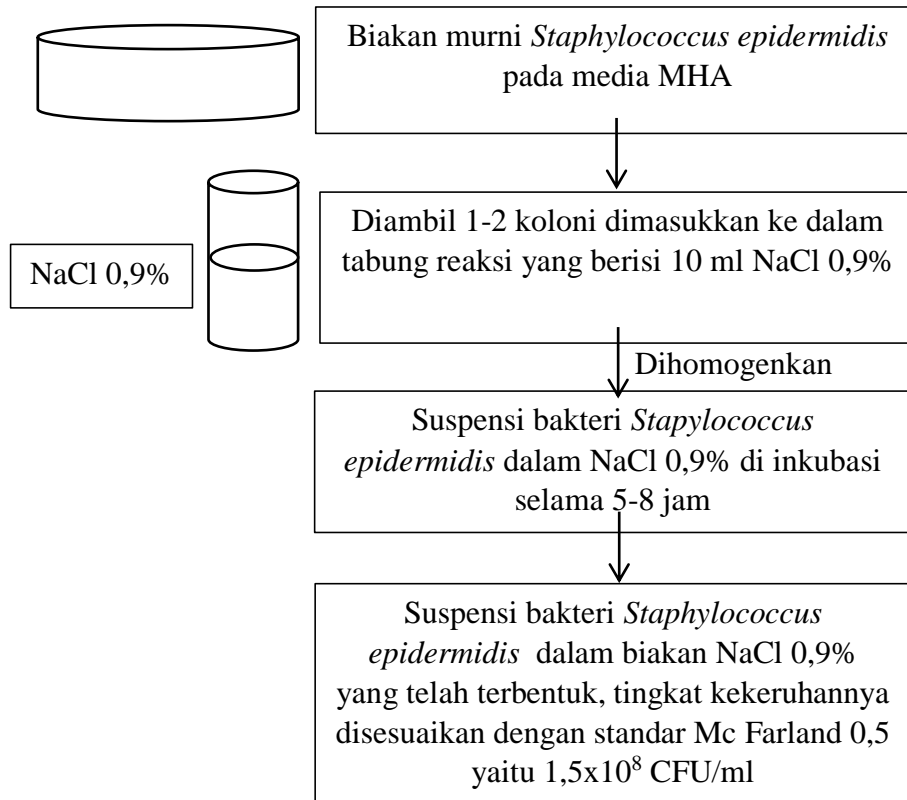 Biakan murni Staphylococcus epidermidis
pada media MHA
Diambil 1-2 koloni dimasukkan ke dalam
tabung reaksi yang berisi 10 ml NaCl 0,9%
NaCl 0,9%
Dihomogenkan
Suspensi bakteri Stapylococcus
epidermidis dalam NaCl 0,9% di inkubasi
selama 5-8 jam
Suspensi bakteri Staphylococcus
epidermidis dalam biakan NaCl 0,9%
yang telah terbentuk, tingkat kekeruhannya
disesuaikan dengan standar Mc Farland 0,5
yaitu 1,5x10⁸ CFU/ml